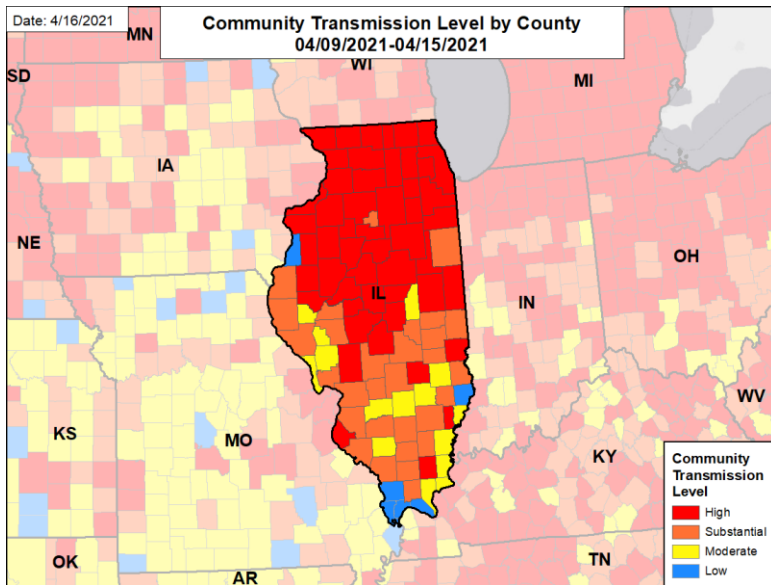 Date: 4/16/2021
Community Transmission Level by County
04/09/2021-04/15/2021
MN
SD
WI
MI
IA
NE
IL
IN
OH
WV
KS
MO
KY
OK
AR
TN
Community
Transmission
Level
High
Substantial
Moderate
Low